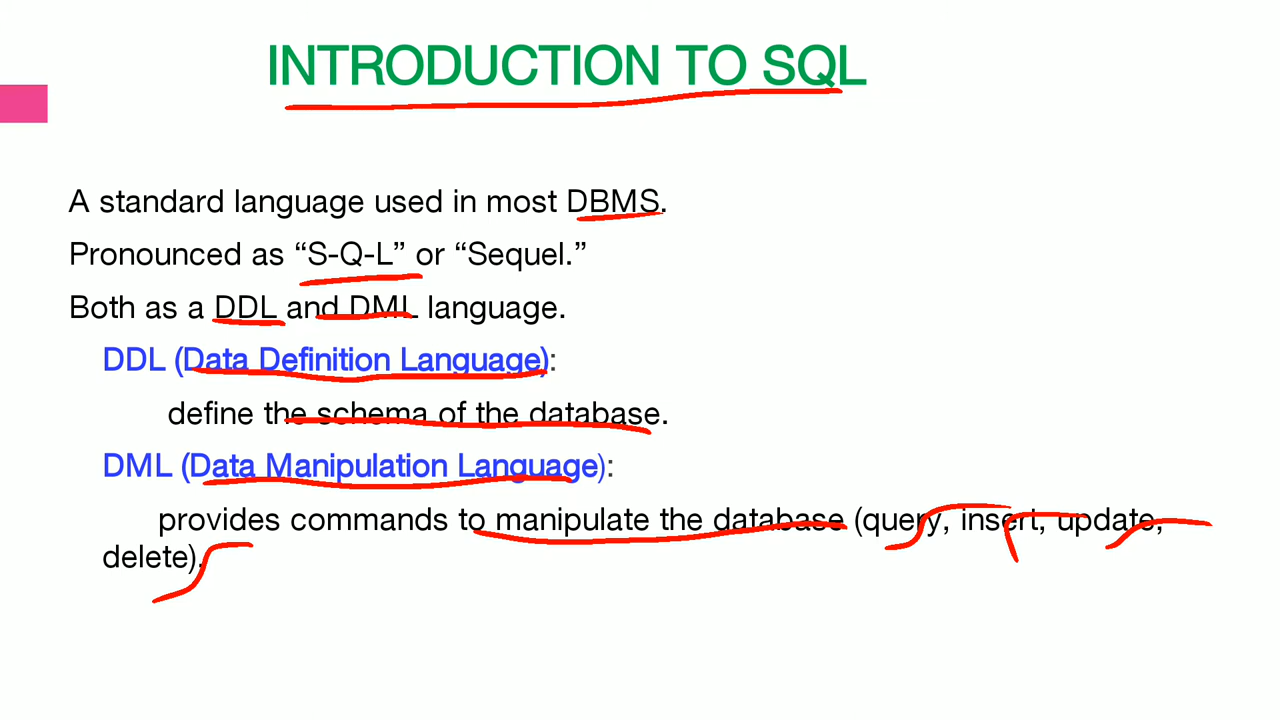 INTRODUCTION TO SQL
A standard language used in most DBMS.
Pronounced as “S-Q-L” or “Sequel.”
Both as a DDL and DML language.
DDL (Data Definition Language):
define the schema of the database.
DML (Data Manipulation Language):
provides commands to manipulate the database (query, insert, update,
delete).